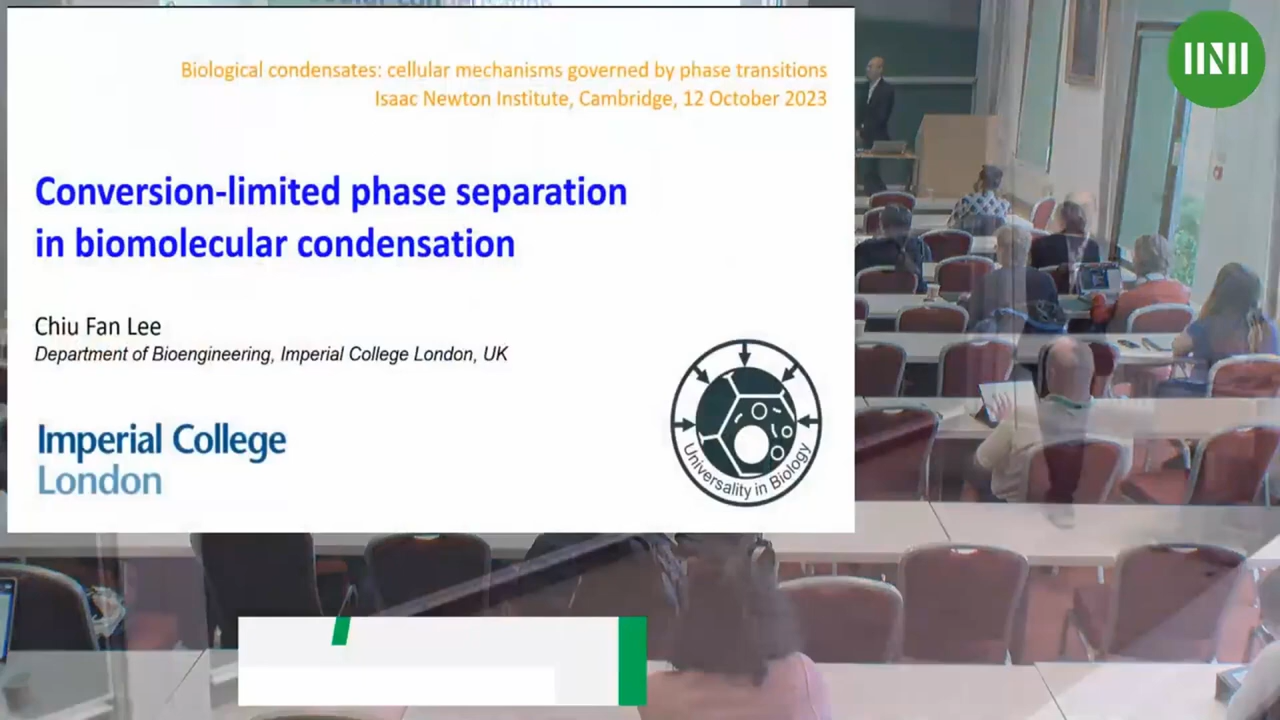 Biological condensates: cellular mechanisms governed by phase transitions
Isaac Newton Institute, Cambridge, 12 October 2023
Conversion-limited phase separation
in biomolecular condensation
Chiu Fan Lee
Department of Bioengineering, Imperial College London, UK
Imperial College
London
Universality in Biology